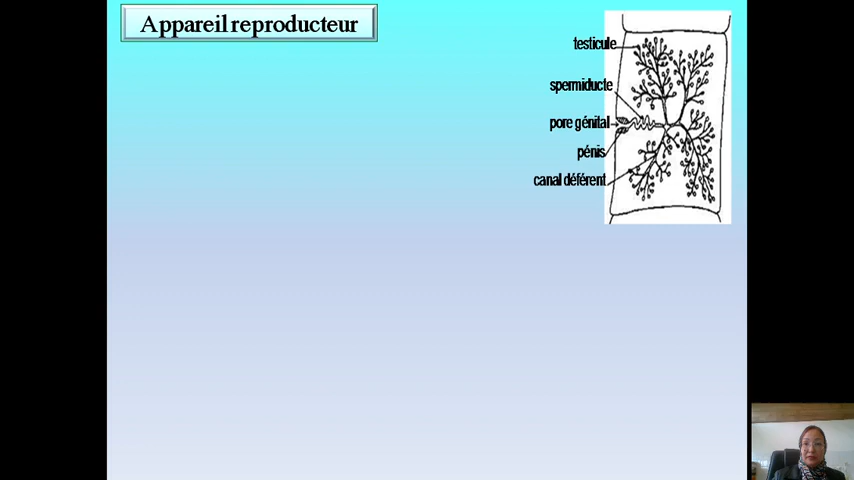 Appareil reproducteur
testicule
spermiducte
pore génital
pénis
canal déférent